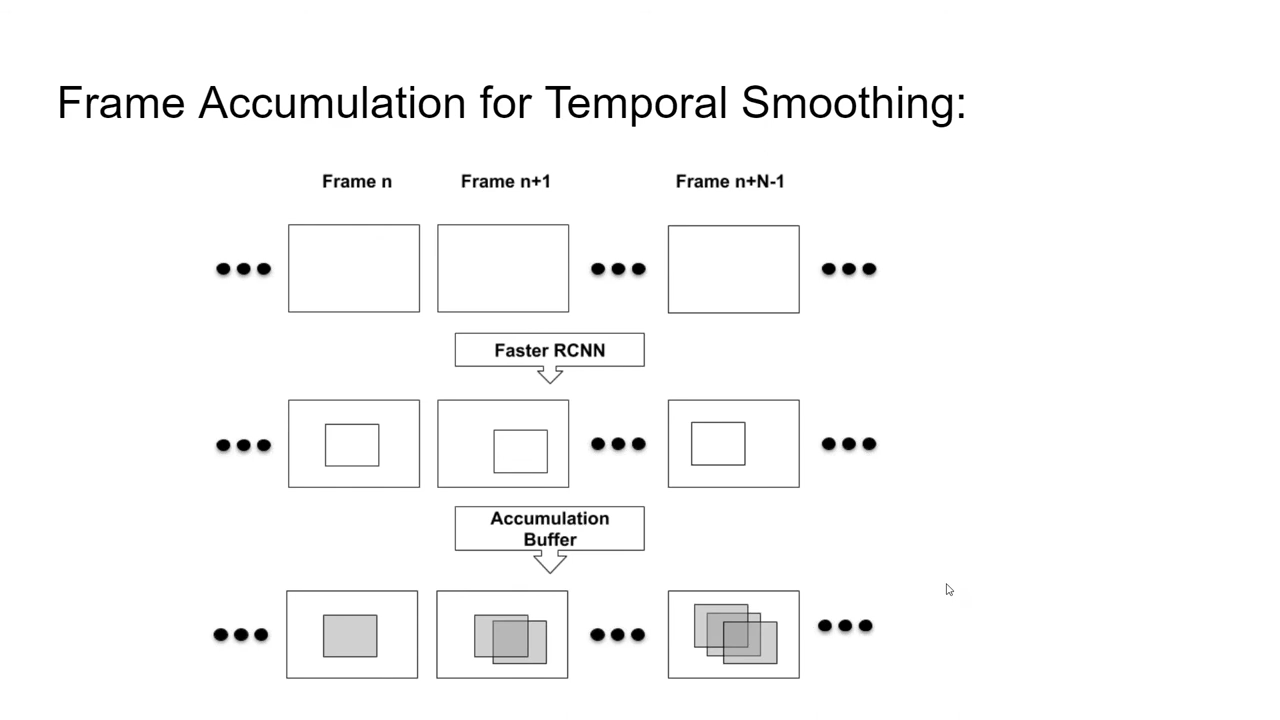 Frame Accumulation for Temporal Smoothing:
Frame n
Frame n+1
Frame n+N-1
Faster RCNN
Accumulation
Buffer